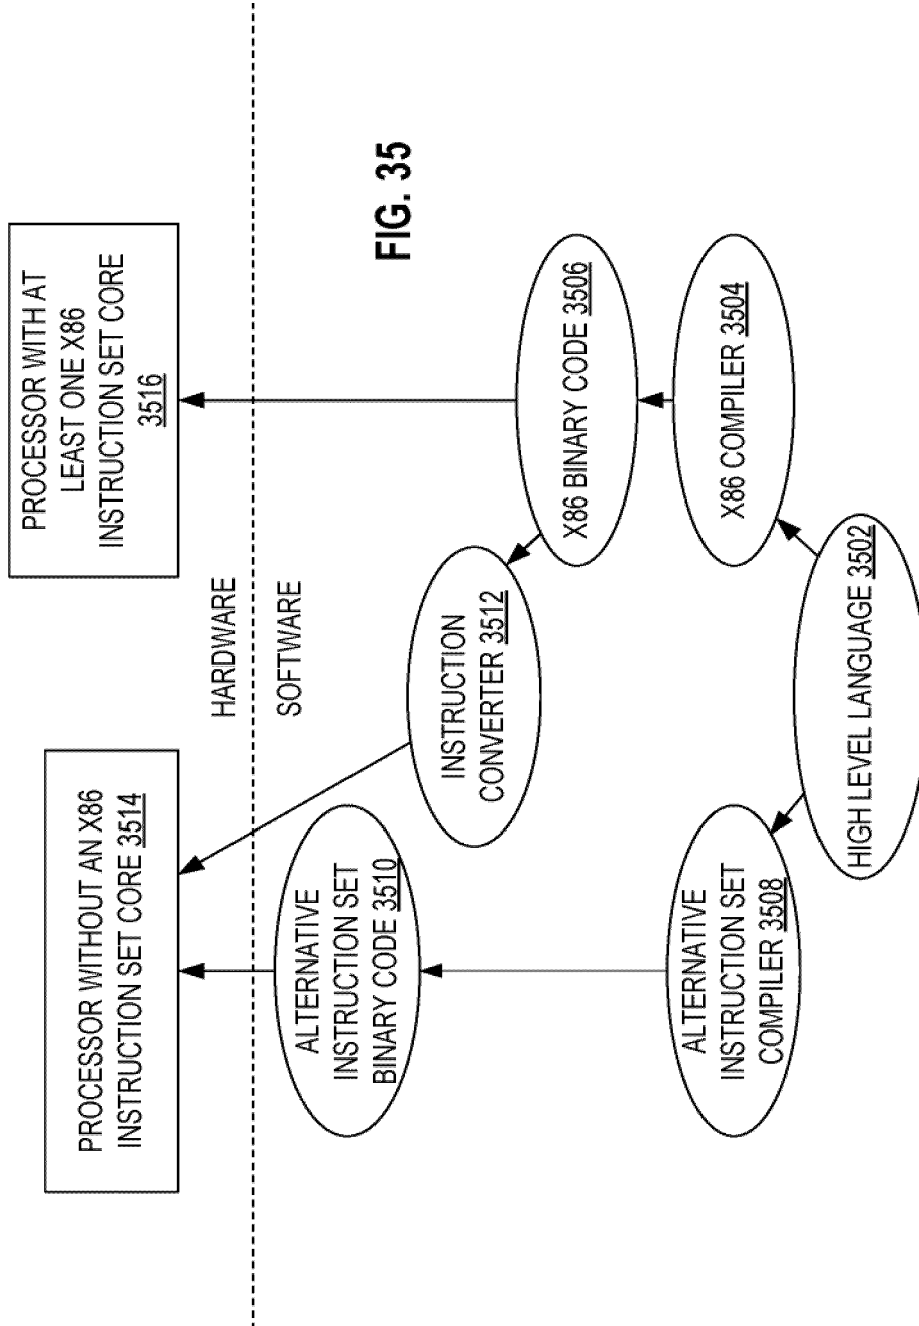 PROCESSOR WITHOUT AN X86
INSTRUCTION SET CORE 3514
PROCESSOR WITH AT
LEAST ONE X86
INSTRUCTION SET CORE
3516
HARDWARE
SOFTWARE
ALTERNATIVE
INSTRUCTION SET
BINARY CODE 3510
INSTRUCTION
CONVERTER 3512
FIG. 35
X86 BINARY CODE 3506
ALTERNATIVE
INSTRUCTION SET
COMPILER 3508
X86 COMPILER 3504
HIGH LEVEL LANGUAGE 3502